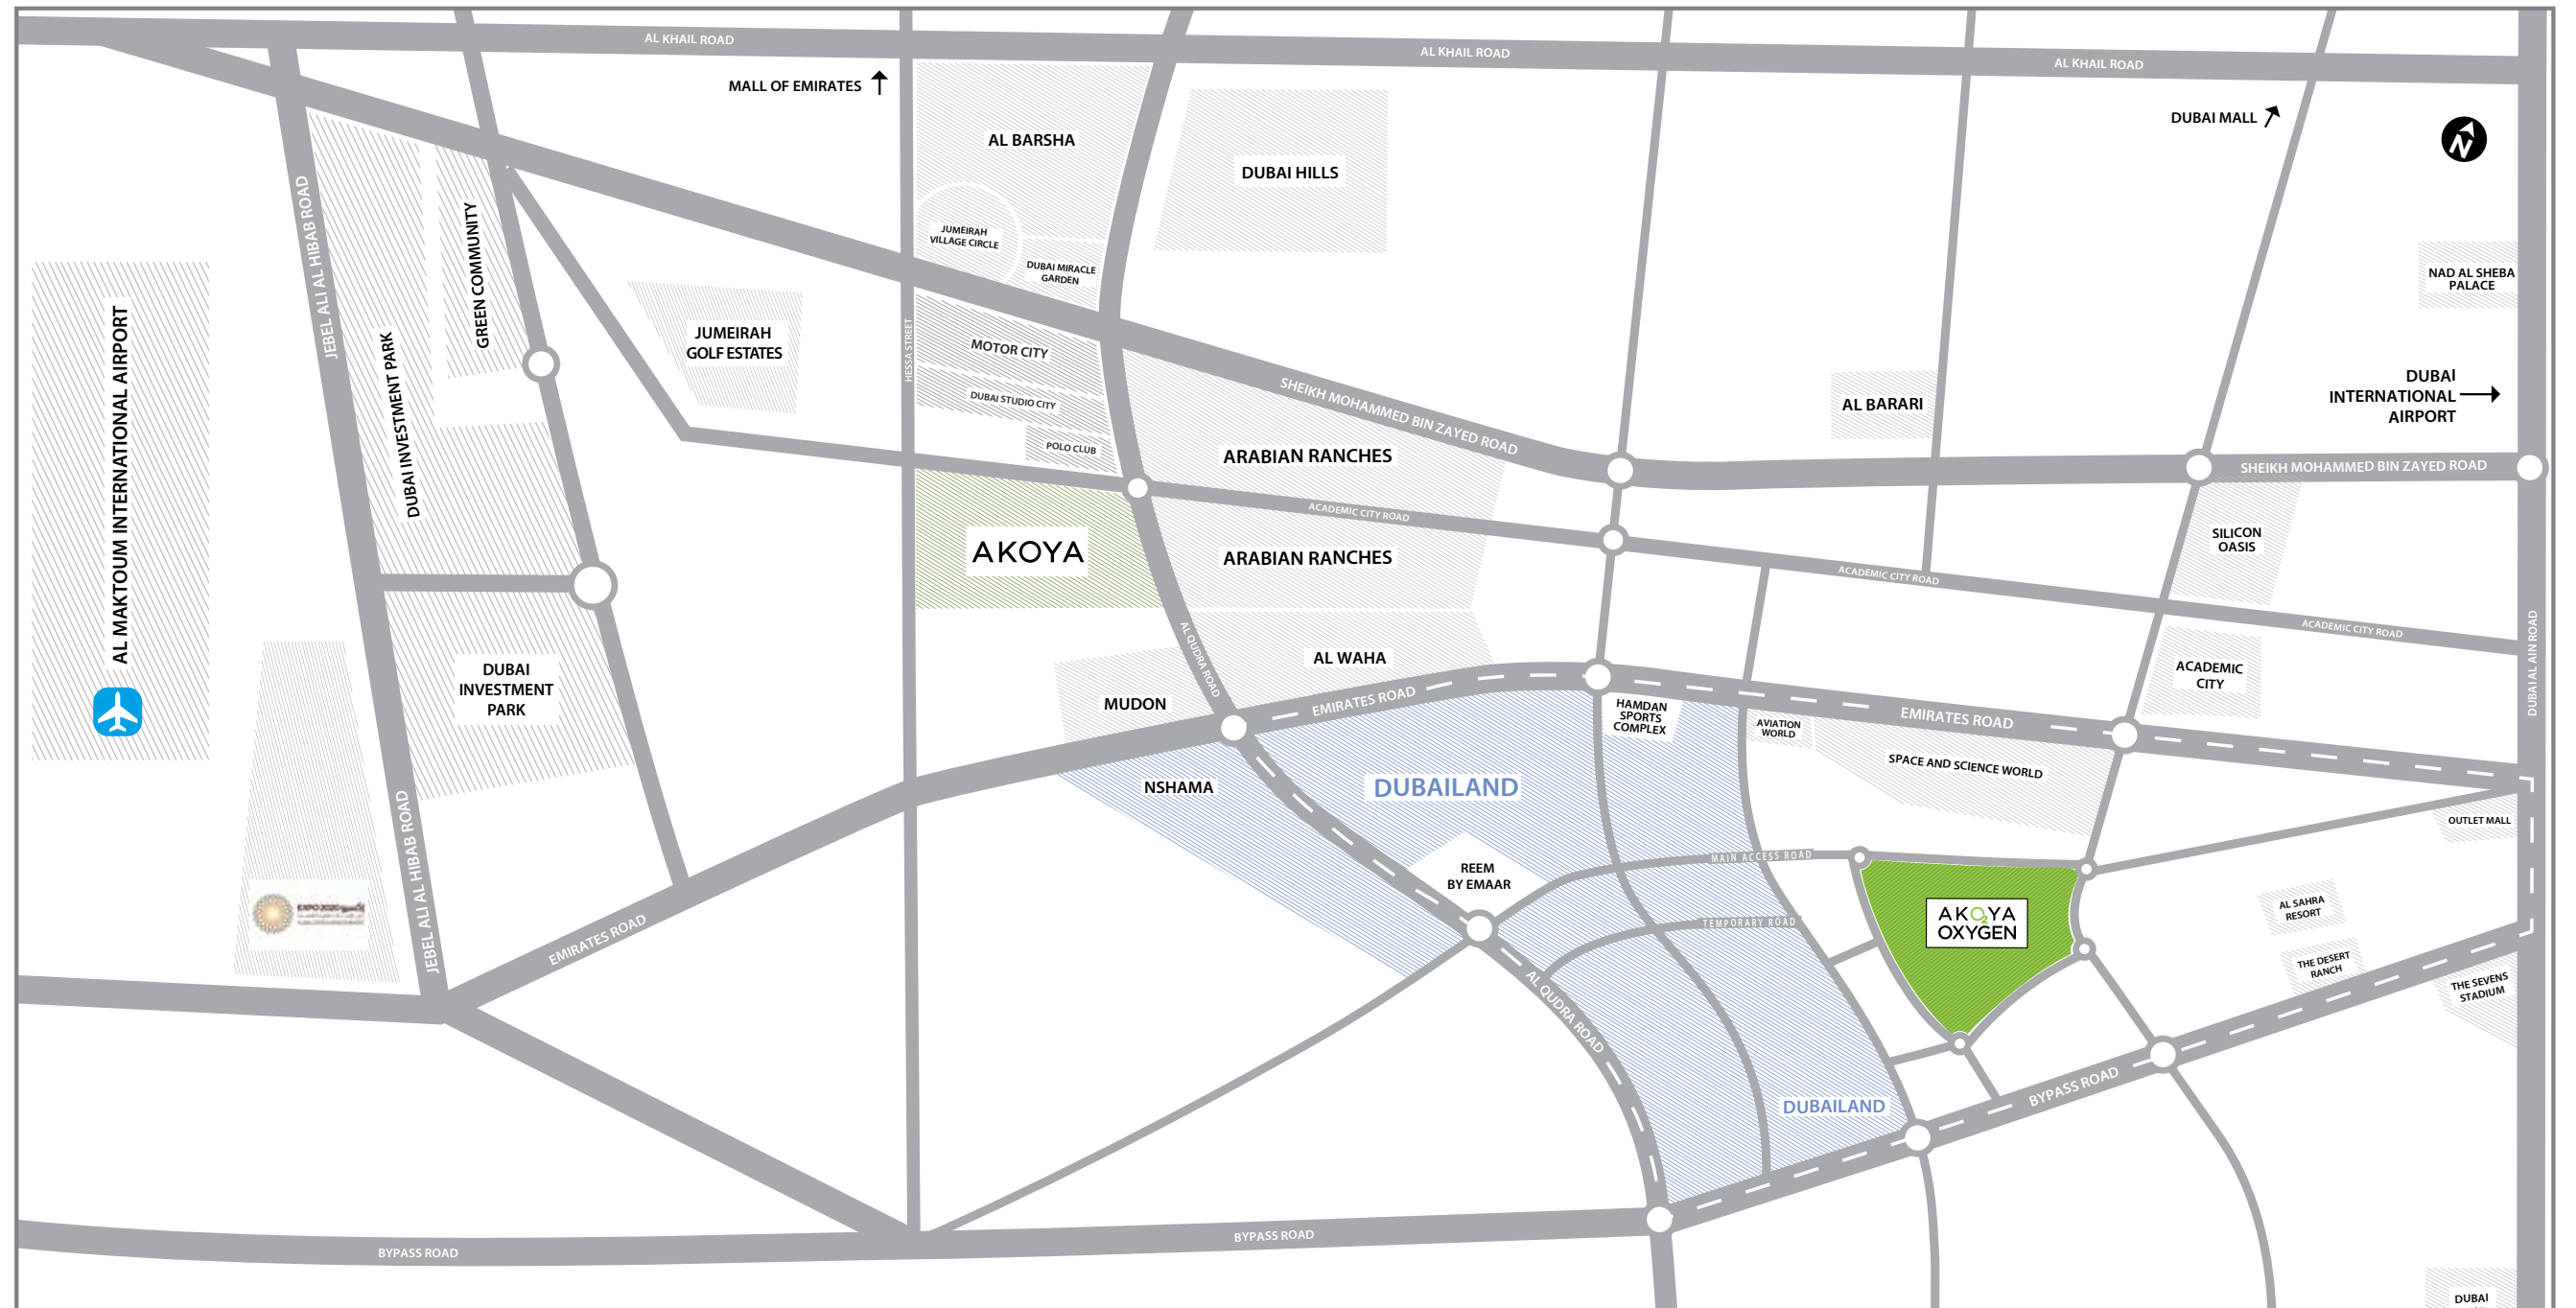 AL KHAIL ROAD
AL KHAIL ROAD
AL KHAIL ROAD
MALL OF EMIRATES
DUBAI MALL
N
AL BARSHA
DUBAI HILLS
JUMEIRAH
VILLAGE CIRCLE
DUBAI MIRACLE
GARDEN
NAD AL SHEBA
PALACE
JEBEL ALI AL HIBAB ROAD
GREEN COMMUNITY
DUBAI INVESTMENT PARK
AL MAKTOUM INTERNATIONAL AIRPORT
JUMEIRAH
GOLF ESTATES
HESSA STREET
MOTOR CITY
DUBAI STUDIO CITY
POLO CLUB
SHEIKH MOHAMMED BIN ZAYED ROAD
AL BARARI
DUBAI
INTERNATIONAL
AIRPORT
ARABIAN RANCHES
SHEIKH MOHAMMED BIN ZAYED ROAD
ACADEMIC CITY ROAD
AKOYA
ARABIAN RANCHES
SILICON
OASIS
ACADEMIC CITY ROAD
ACADEMIC CITY ROAD
DUBAI AL AIN ROAD
AL QUDRA ROAD
AL WAHA
ACADEMIC
CITY
DUBAI
INVESTMENT
PARK
MUDON
EMIRATES ROAD
HAMDAN
SPORTS
COMPLEX
AVIATION
WORLD
EMIRATES ROAD
SPACE AND SCIENCE WORLD
NSHAMA
DUBAILAND
OUTLET MALL
JEBEL ALI AL HIBAB ROAD
MAIN ACCESS ROAD
REEM
BY EMAAR
EXPO 2020
TEMPORARY ROAD
AKO2YA
OXYGEN
AL SAHRA
RESORT
EMIRATES ROAD
THE DESERT
RANCH
THE SEVENS
STADIUM
AL QUDRA ROAD
DUBAILAND
BYPASS ROAD
BYPASS ROAD
BYPASS ROAD
DUBAI